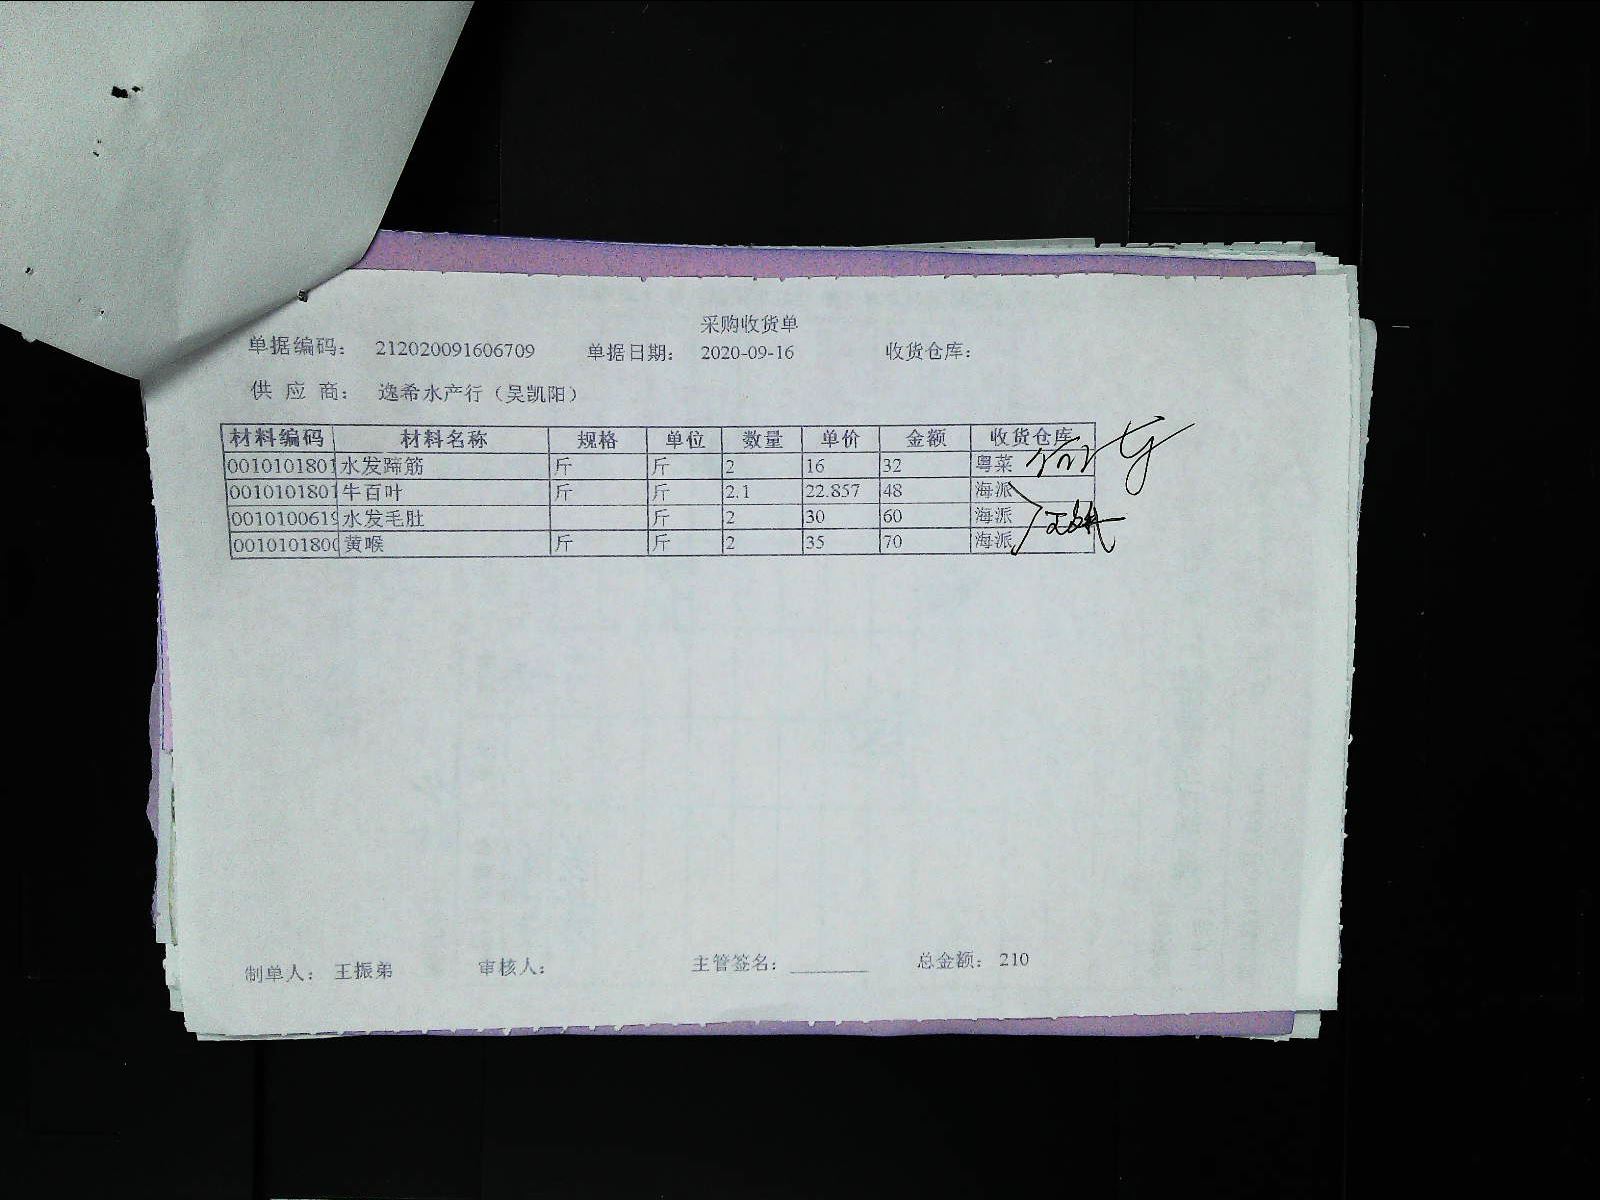 采购收货单
单据编码： 212020091606709 单据日期： 2020-09-16 收货仓库：
供 应 商： 逸希水产行（吴凯阳）
材料编码 材料名称 规格 单位 数量 单价 金额 收货仓库
0010101801 水发蹄筋 斤 斤 2 16 32 粤菜
0010101801 牛百叶 斤 斤 2.1 22.857 48 海派
0010100619 水发毛肚 斤 2 30 60 海派
0010101800 黄喉 斤 斤 2 35 70 海派
制单人： 王振弟 审核人： 主管签名： 总金额： 210